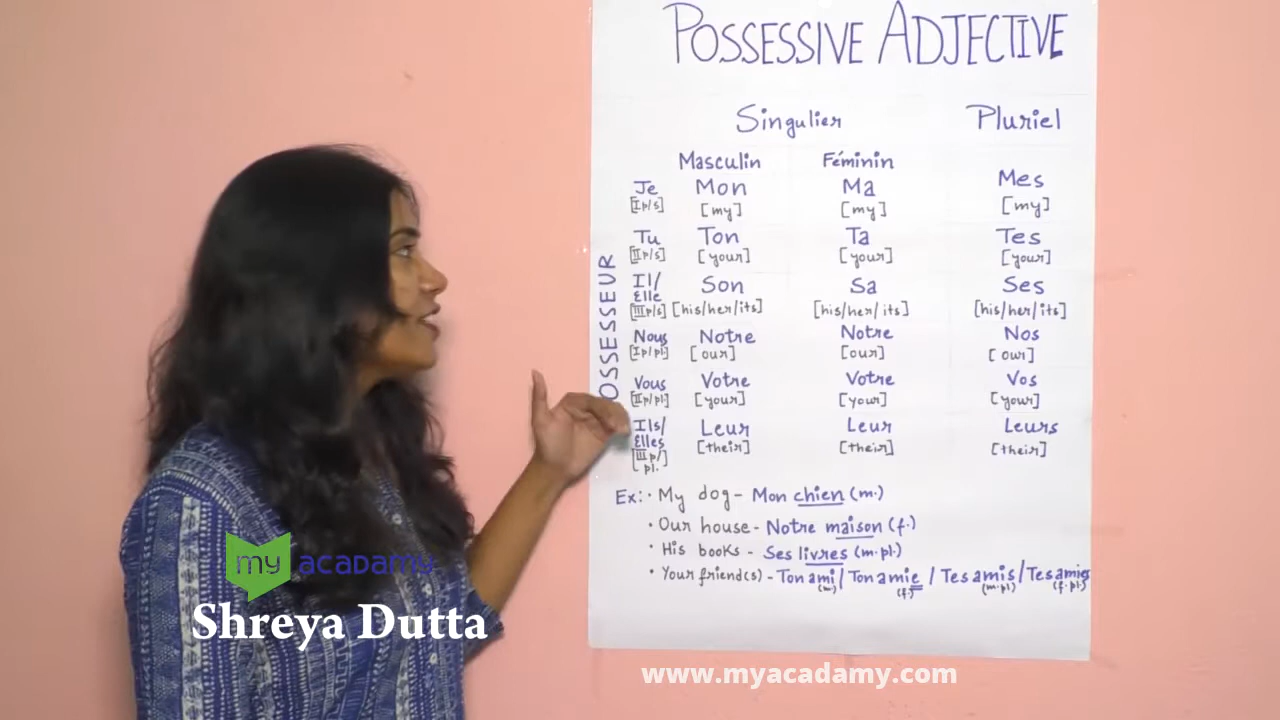 POSSESSIVE ADJECTIVE
Singulier Pluriel
Masculin Féminin
Je Mon Ma Mes
[I p/s] [my] [my] [my]
Tu Ton Ta Tes
[II p/s] [your] [your] [your]
Il/ Elle Son Sa Ses
[III p/s] [his/her/its] [his/her/its] [his/her/its]
Nous Notre Notre Nos
[I p/pl.] [our] [our] [our]
Vous Votre Votre Vos
[II p/pl.] [your] [your] [your]
Ils/ Elles Leur Leur Leurs
[III p/ pl.] [their] [their] [their]
OSSESSEUR
Ex:· My dog - Mon chien (m.)
· Our house - Notre maison (f.)
· His books - Ses livres (m.pl.)
· Your friend(s) - Ton ami / Ton amie / Tes amis / Tes amies
(m.) (f.) (m.pl) (f.pl)
my acadamy
Shreya Dutta
www.myacadamy.com